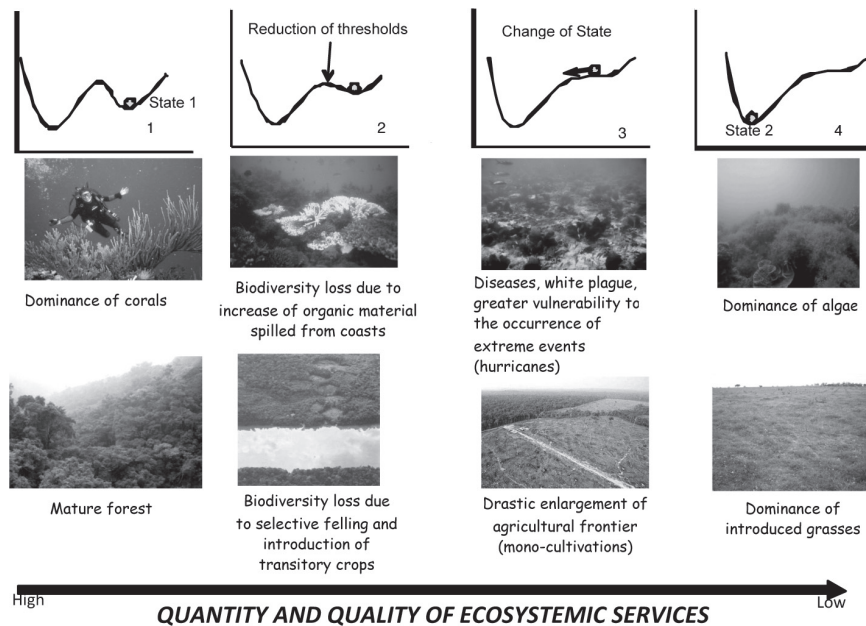 Reduction of thresholds
Change of State
State 1
1
2
3
State 2
4
Dominance of corals
Biodiversity loss due to
increase of organic material
spilled from coasts
Diseases, white plague,
greater vulnerability to
the occurrence of
extreme events
(hurricanes)
Dominance of algae
Mature forest
Biodiversity loss due
to selective felling and
introduction of
transitory crops
Drastic enlargement of
agricultural frontier
(mono-cultivations)
Dominance of
introduced grasses
High
Low
QUANTITY AND QUALITY OF ECOSYSTEMIC SERVICES